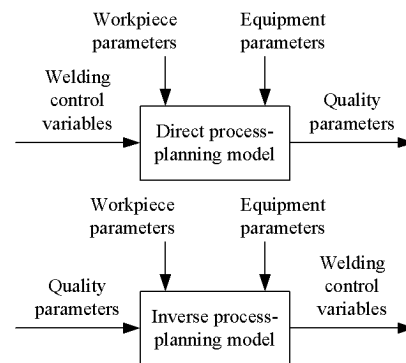 Workpiece
parameters
Equipment
parameters
Welding
control
variables
Direct process-
planning model
Quality
parameters
Workpiece
parameters
Equipment
parameters
Quality
parameters
Inverse process-
planning model
Welding
control
variables